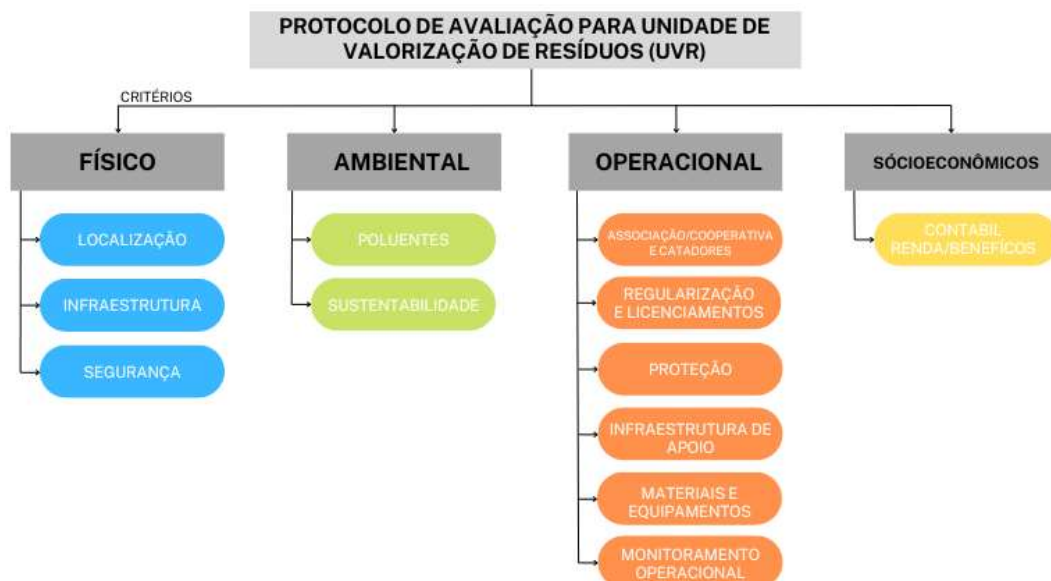 PROTOCOLO DE AVALIAÇÃO PARA UNIDADE DE
VALORIZAÇÃO DE RESÍDUOS (UVR)
CRITÉRIOS
FÍSICO
LOCALIZAÇÃO
INFRAESTRUTURA
SEGURANÇA
AMBIENTAL
POLUENTES
SUSTENTABILIDADE
OPERACIONAL
ASSOCIAÇÃO/COOPERATIVA
E CATADORES
REGULARIZAÇÃO
E LICENCIAMENTOS
PROTEÇÃO
INFRAESTRUTURA DE
APOIO
MATERIAIS E
EQUIPAMENTOS
MONITORAMENTO
OPERACIONAL
SÓCIOECONÔMICOS
CONTABIL
RENDA/BENEFÍCOS